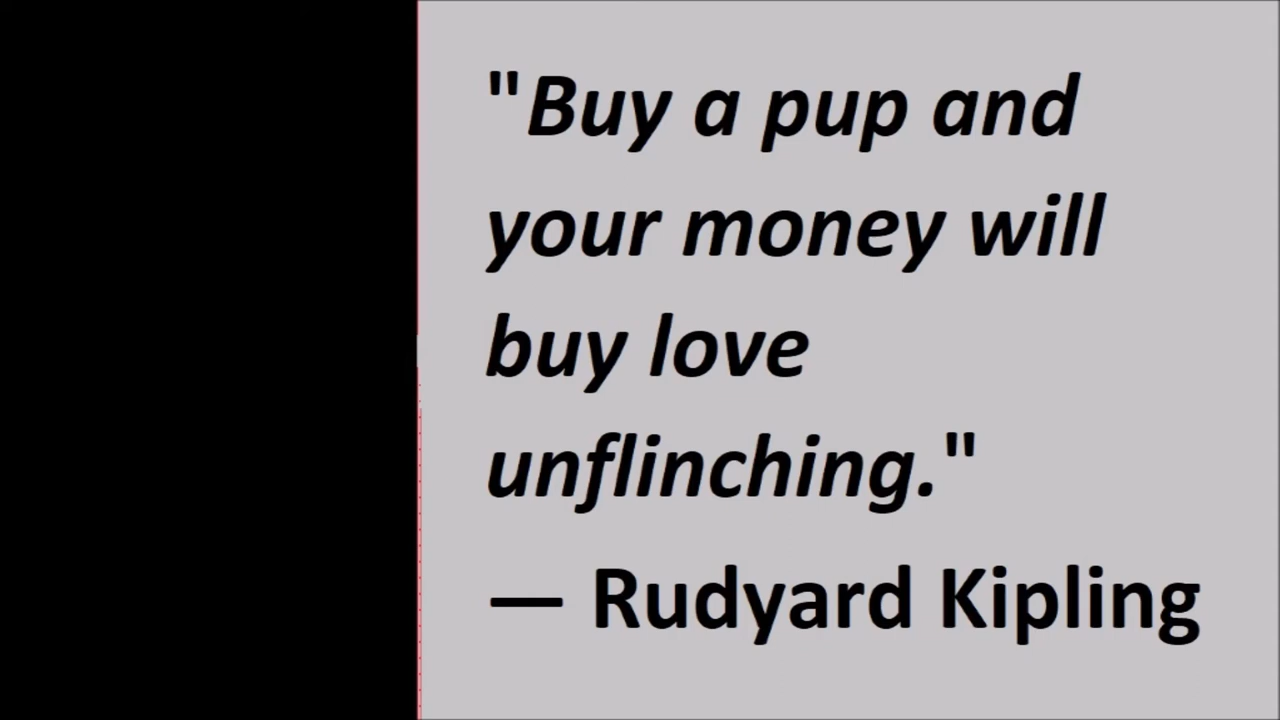 "Buy a pup and
your money will
buy love
unflinching."
— Rudyard Kipling